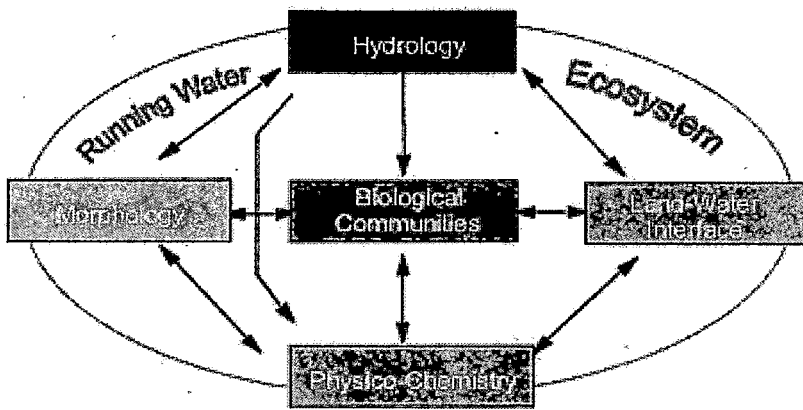 Hydrology
Running Water
Ecosystem
Morphology
Biological
Communities
Land-Water
Interface
Physico-Chemistry